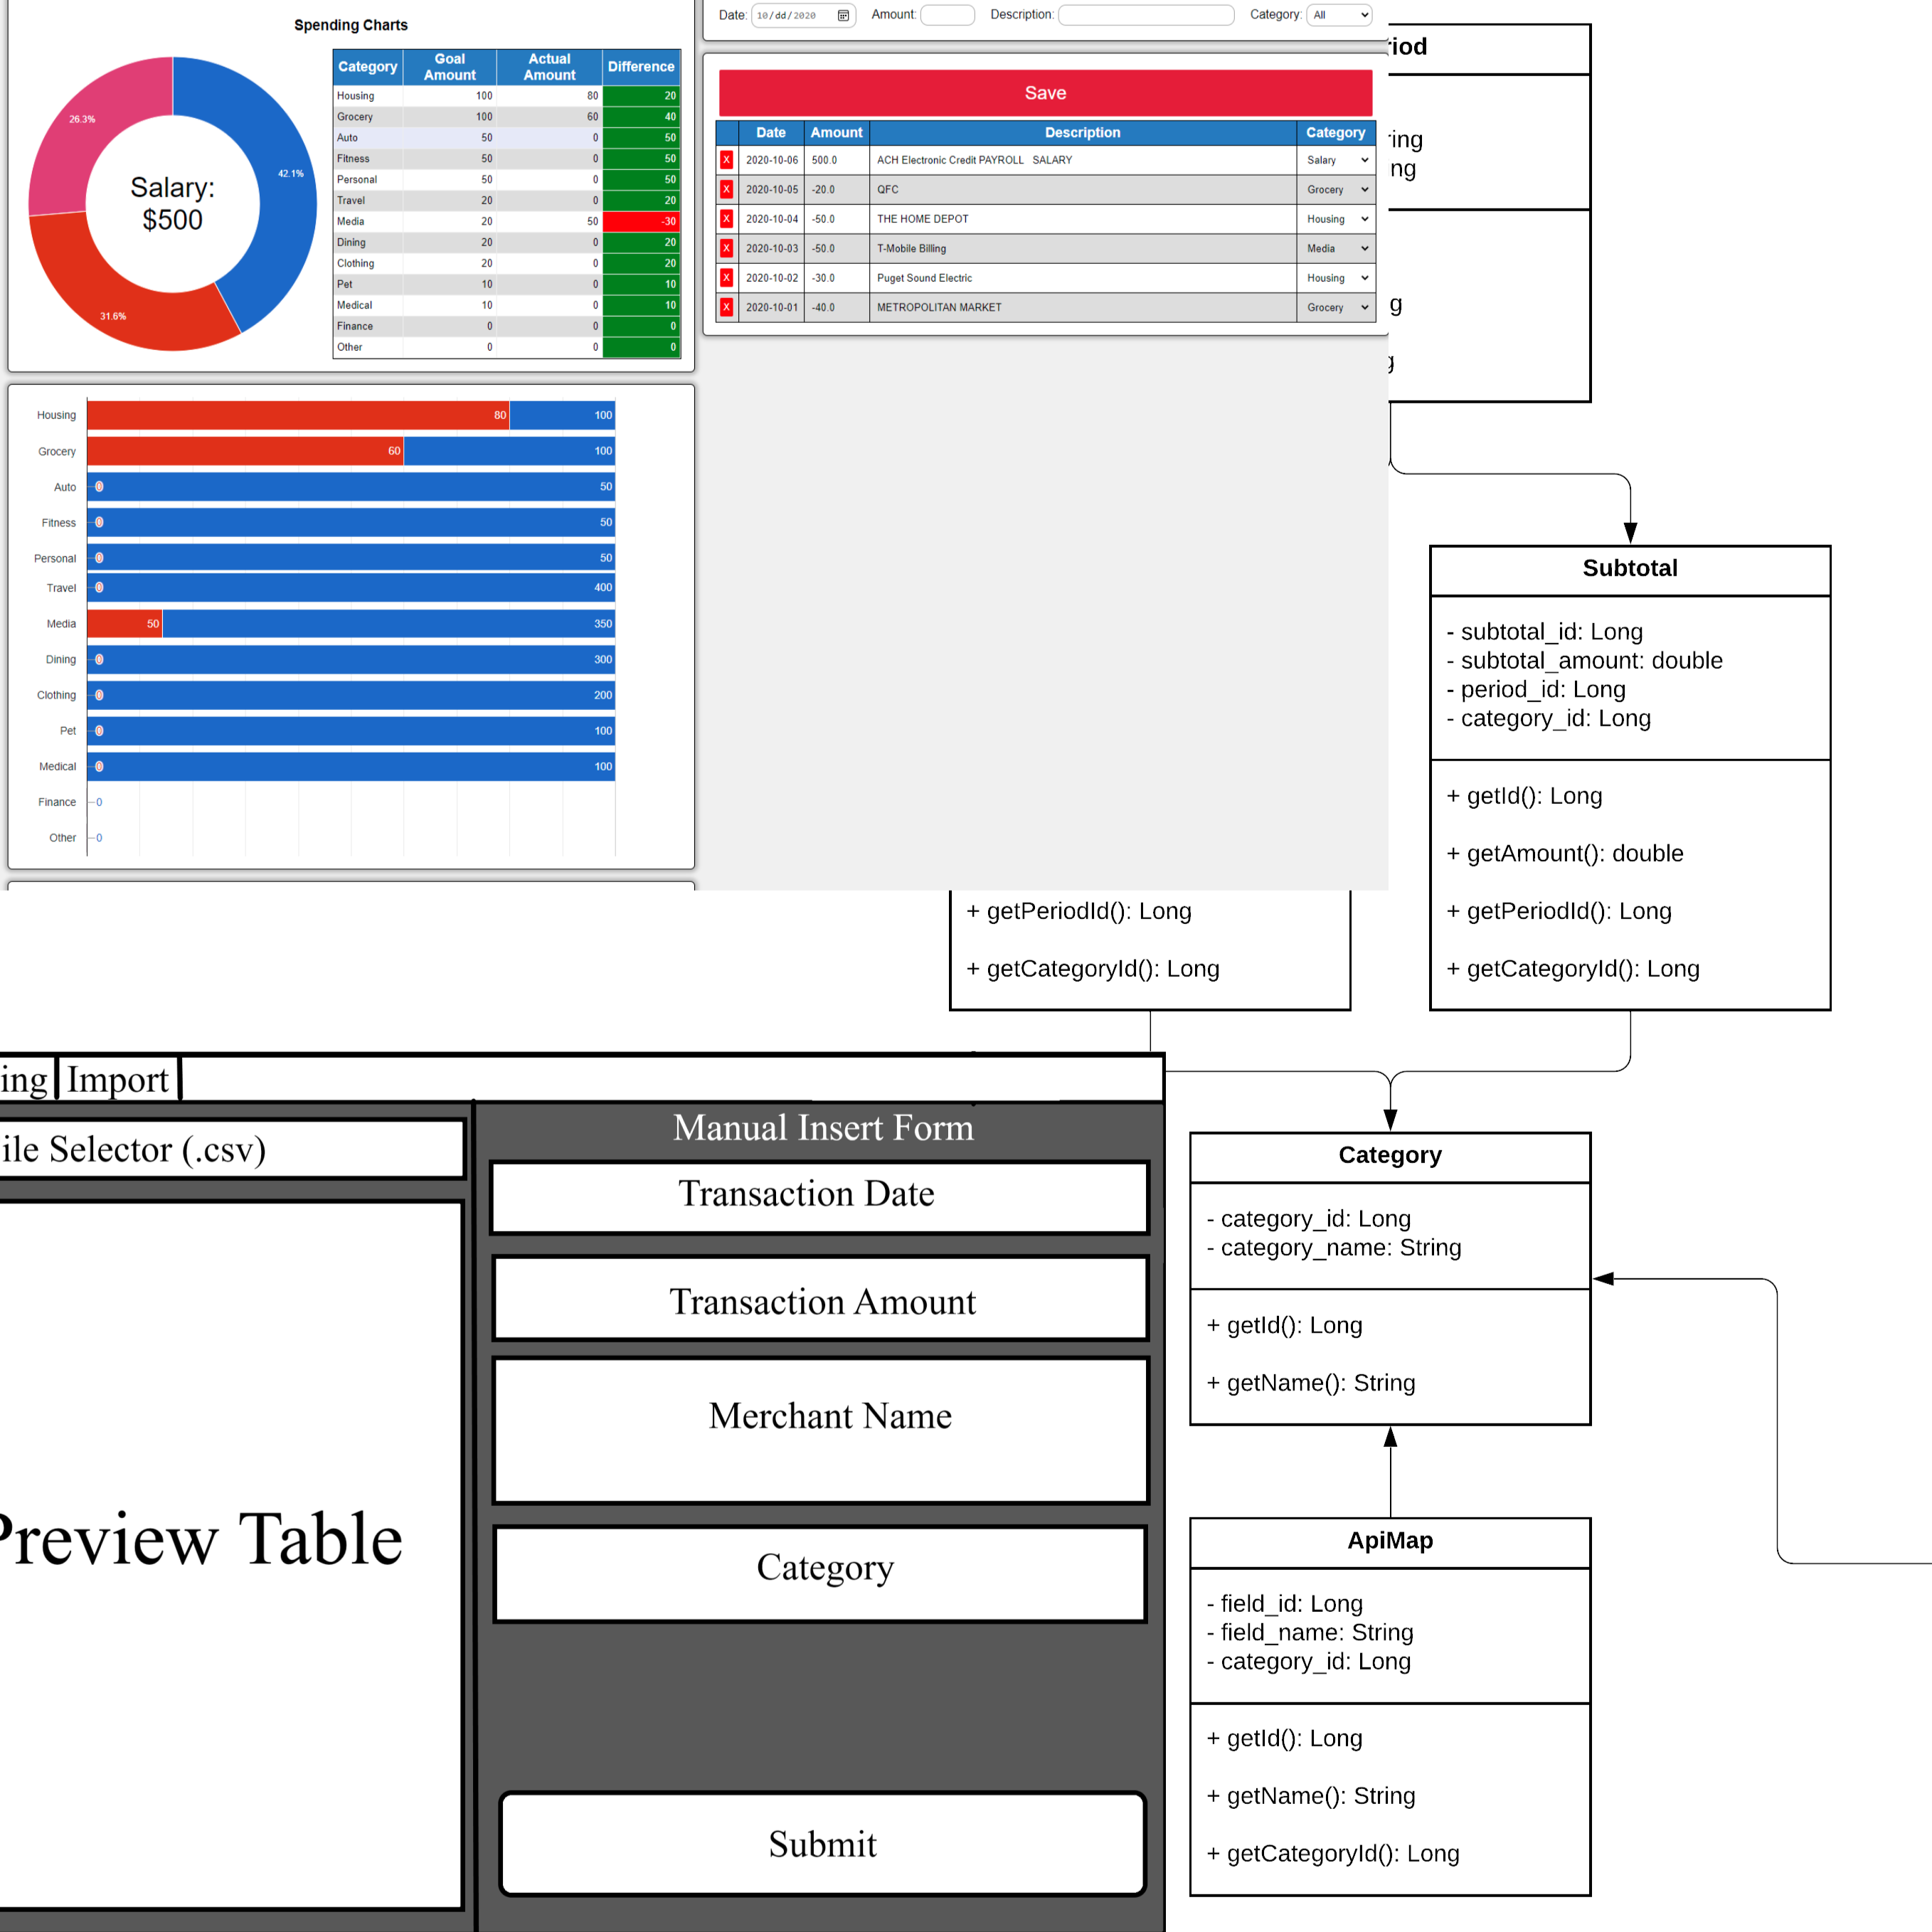 Spending Charts
26.3%
42.1%
31.6%
Salary:
$500
Category Goal Amount Actual Amount Difference
Housing 100 80 20
Grocery 100 60 40
Auto 50 0 50
Fitness 50 0 50
Personal 50 0 50
Travel 20 0 20
Media 20 50 -30
Dining 20 0 20
Clothing 20 0 20
Pet 10 0 10
Medical 10 0 10
Finance 0 0 0
Other 0 0 0
Date: 10/dd/2020 Amount: Description: Category: All
Save
Date Amount Description Category
X 2020-10-06 500.0 ACH Electronic Credit PAYROLL SALARY Salary
X 2020-10-05 -20.0 QFC Grocery
X 2020-10-04 -50.0 THE HOME DEPOT Housing
X 2020-10-03 -50.0 T-Mobile Billing Media
X 2020-10-02 -30.0 Puget Sound Electric Housing
X 2020-10-01 -40.0 METROPOLITAN MARKET Grocery
Housing 80 100
Grocery 60 100
Auto 0 50
Fitness 0 50
Personal 0 50
Travel 0 400
Media 50 350
Dining 0 300
Clothing 0 200
Pet 0 100
Medical 0 100
Finance 0
Other 0
iod
ring
ng
g
Subtotal
- subtotal_id: Long
- subtotal_amount: double
- period_id: Long
- category_id: Long
+ getId(): Long
+ getAmount(): double
+ getPeriodId(): Long
+ getCategoryId(): Long
+ getPeriodId(): Long
+ getCategoryId(): Long
ing Import
ile Selector (.csv)
Preview Table
Manual Insert Form
Transaction Date
Transaction Amount
Merchant Name
Category
Submit
Category
- category_id: Long
- category_name: String
+ getId(): Long
+ getName(): String
ApiMap
- field_id: Long
- field_name: String
- category_id: Long
+ getId(): Long
+ getName(): String
+ getCategoryId(): Long